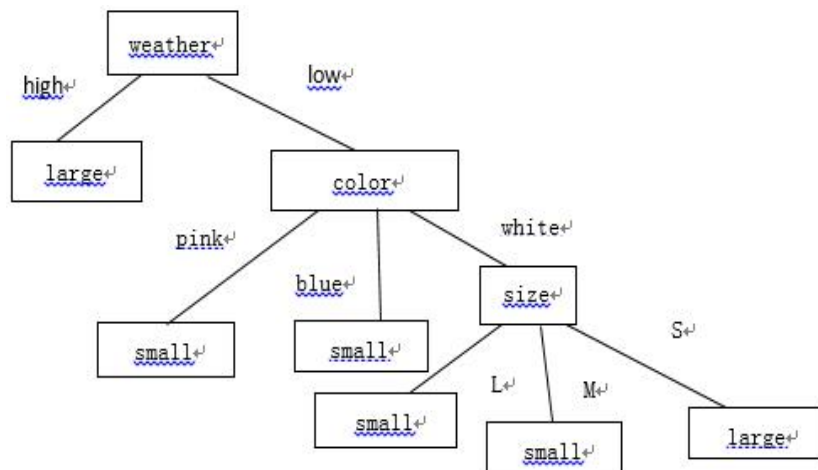 weather↵
high↵
low↵
large↵
color↵
pink↵
white↵
blue↵
size↵
small↵
small↵
S↵
L↵
M↵
small↵
small↵
large↵